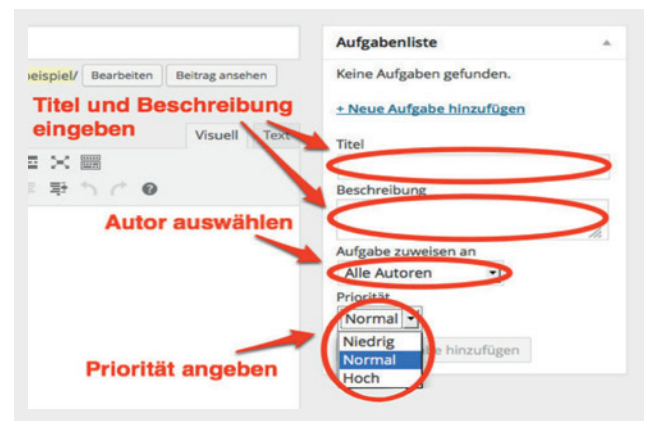 Aufgabenliste
Keine Aufgaben gefunden.
eispiel/ Bearbeiten Beitrag ansehen
+ Neue Aufgabe hinzufügen
Titel und Beschreibung
eingeben
Visuell Text
Titel
Beschreibung
Autor auswählen
Aufgabe zuweisen an
Alle Autoren
Priorität
Normal
Niedrig
Normal
Hoch
hinzufügen
Priorität angeben